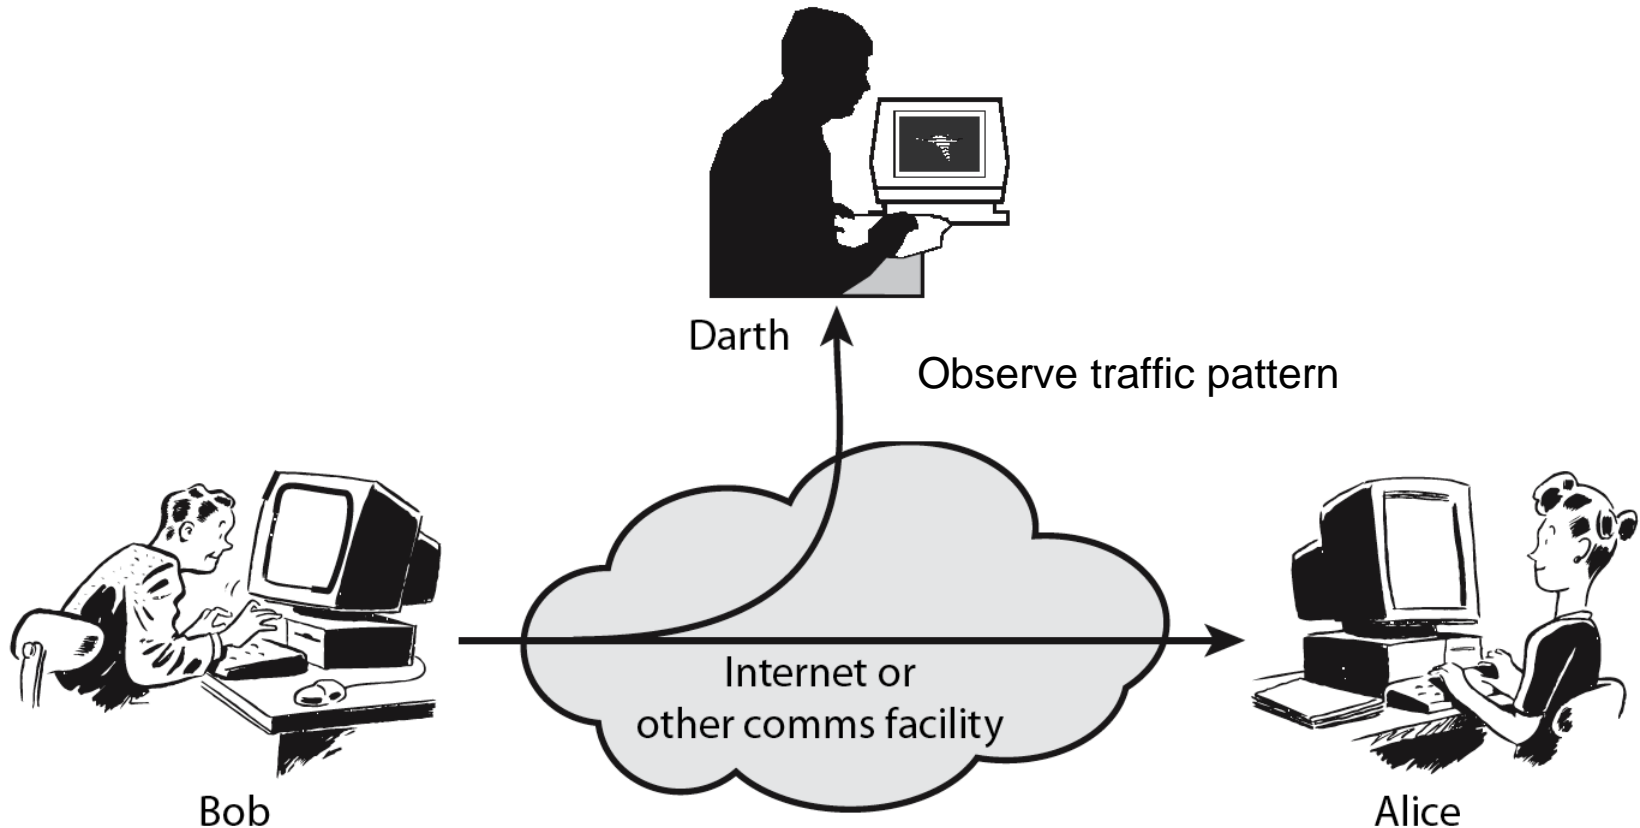 Darth
Observe traffic pattern
Internet or
other comms facility
Bob
Alice